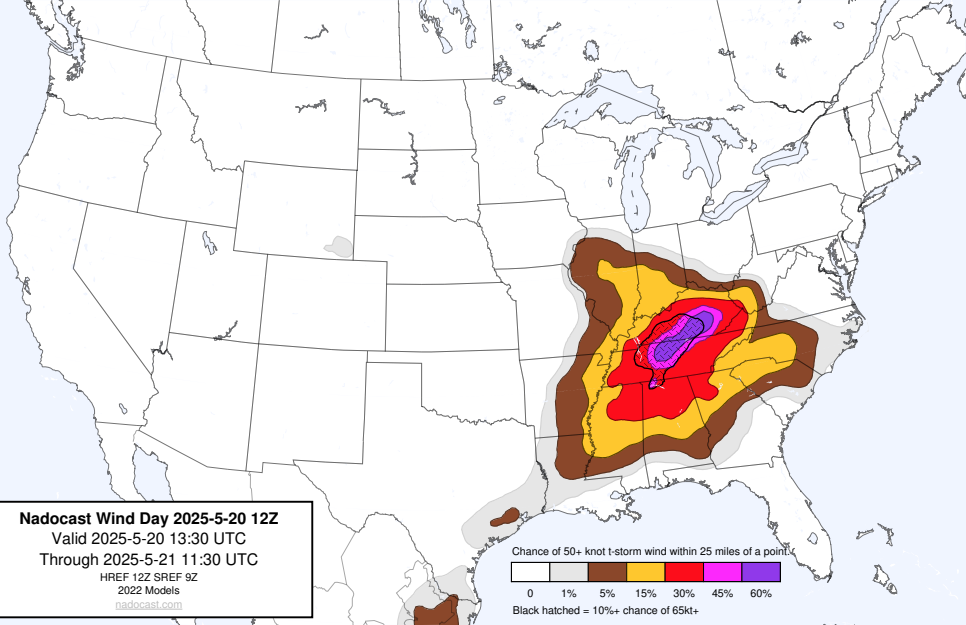 Nadocast Wind Day 2025-5-20 12Z
Valid 2025-5-20 13:30 UTC
Through 2025-5-21 11:30 UTC
HREF 12Z SREF 9Z
2022 Models
nadocast.com
Chance of 50+ knot t-storm wind within 25 miles of a point.
0 1% 5% 15% 30% 45% 60%
Black hatched = 10%+ chance of 65kt+